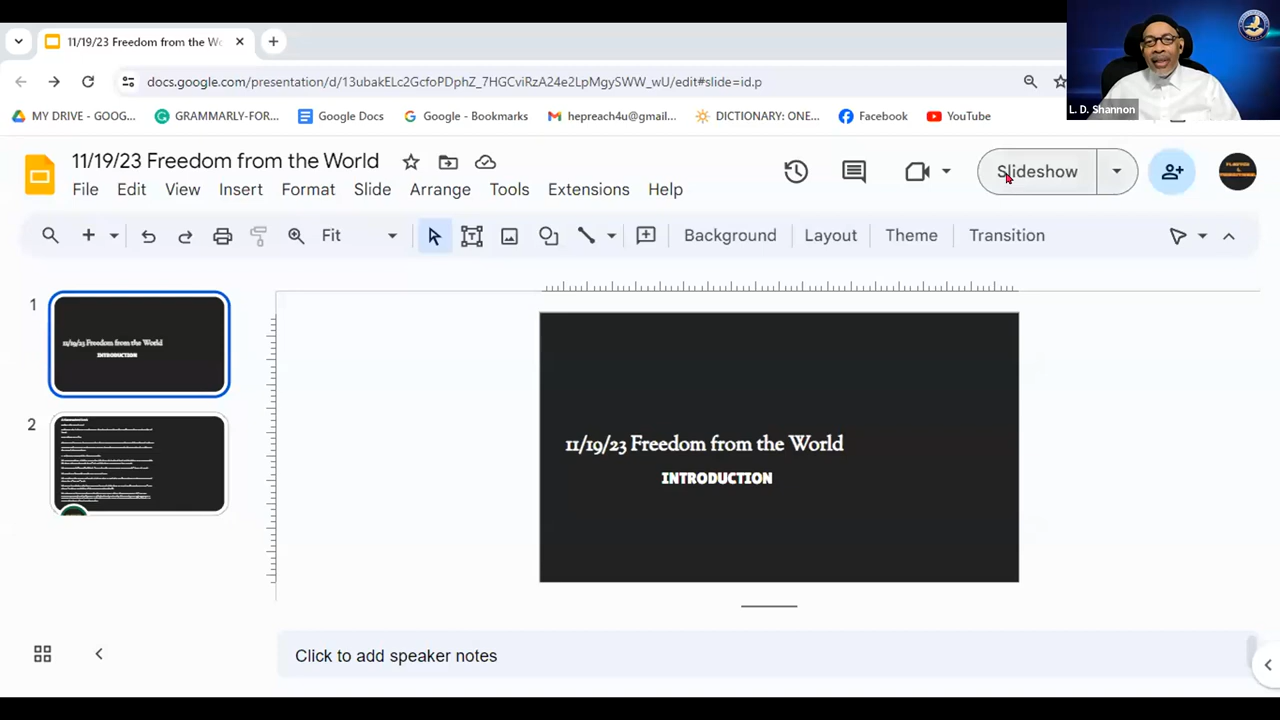 11/19/23 Freedom from the Wo
docs.google.com/presentation/d/13ubakELc2GcfoPDphZ_7HGCviRzA24e2LpMgySWW_wU/edit#slide=id.p
L. D. Shannon
MY DRIVE - GOOG... GRAMMARLY-FOR... Google Docs Google - Bookmarks hepreach4u@gmail... DICTIONARY: ONE... Facebook YouTube
11/19/23 Freedom from the World
Slideshow
File Edit View Insert Format Slide Arrange Tools Extensions Help
Fit Background Layout Theme Transition
1
11/19/23 Freedom from the World
INTRODUCTION
2
11/19/23 Freedom from the World
INTRODUCTION
Click to add speaker notes